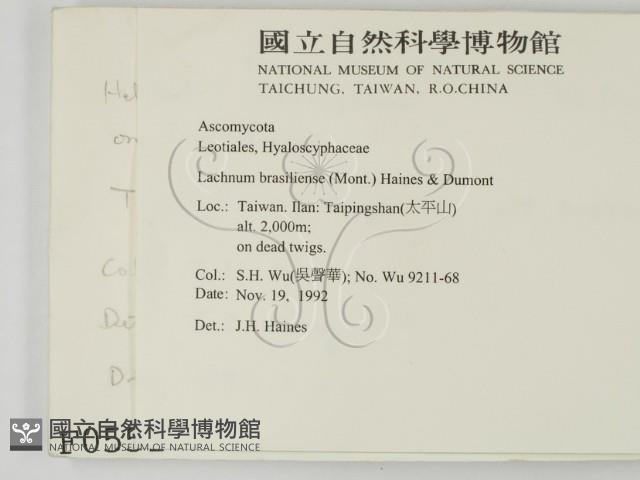 國立自然科學博物館
NATIONAL MUSEUM OF NATURAL SCIENCE
TAICHUNG, TAIWAN, R.O.CHINA
Ascomycota
Leotiales, Hyaloscyphaceae
Lachnum brasiliense (Mont.) Haines & Dumont
Loc.: Taiwan. Ilan: Taipingshan(太平山)
alt. 2,000m;
on dead twigs.
Col.: S.H. Wu(吳聲華); No. Wu 9211-68
Date: Nov. 19, 1992
Det.: J.H. Haines
國立自然科學博物館
NATIONAL MUSEUM OF NATURAL SCIENCE